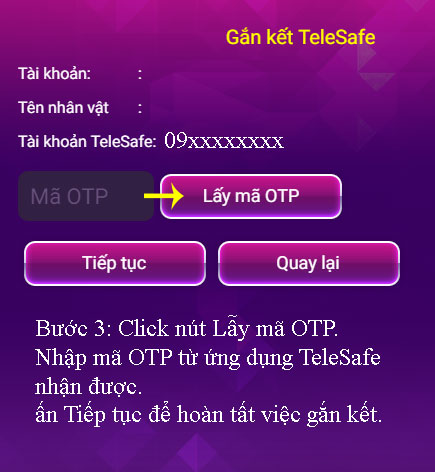 Gắn kết TeleSafe
Tài khoản: :
Tên nhân vật :
Tài khoản TeleSafe: 09xxxxxxxx
Mã OTP Lấy mã OTP
Tiếp tục Quay lại
Bước 3: Click nút Lẫy mã OTP.
Nhập mã OTP từ ứng dụng TeleSafe
nhận được.
ấn Tiếp tục để hoàn tất việc gắn kết.